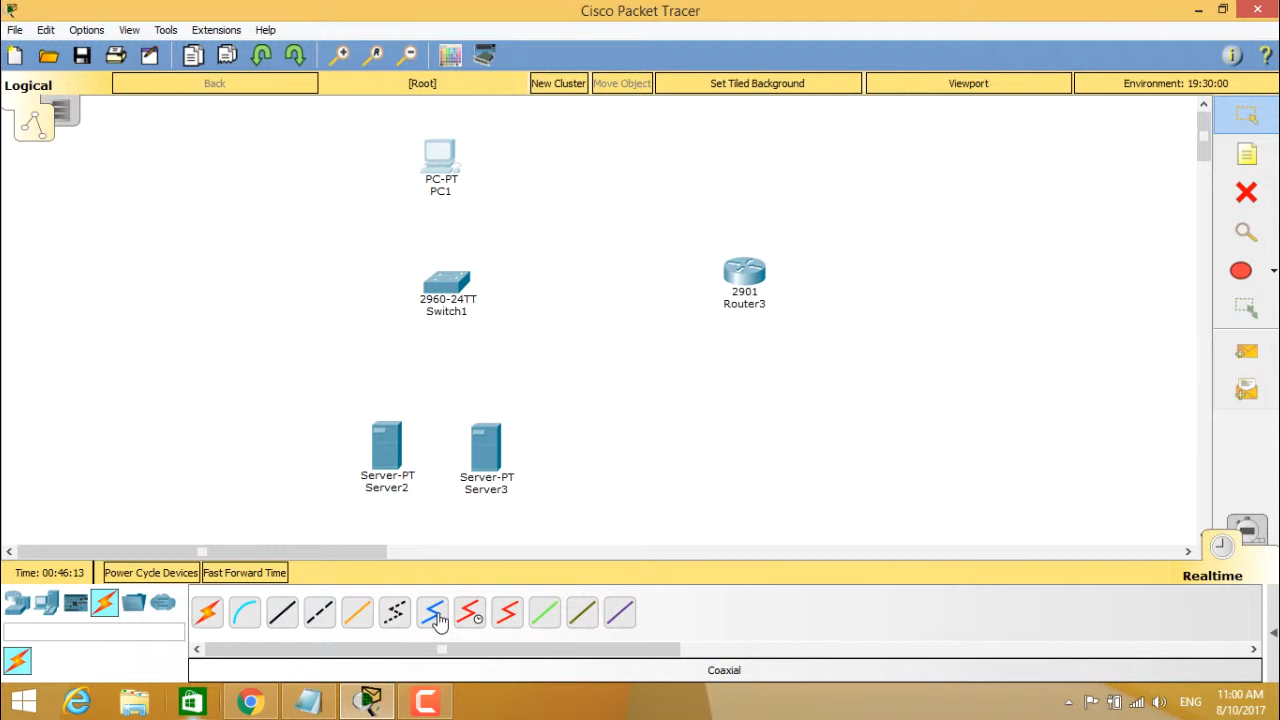 Cisco Packet Tracer
File Edit Options View Tools Extensions Help
Logical
Back
[Root]
New Cluster
Move Object
Set Tiled Background
Viewport
Environment: 19:30:00
PC-PT
PC1
2960-24TT
Switch1
2901
Router3
Server-PT
Server2
Server-PT
Server3
Time: 00:46:13
Power Cycle Devices
Fast Forward Time
Realtime
Coaxial
ENG
11:00 AM
8/10/2017